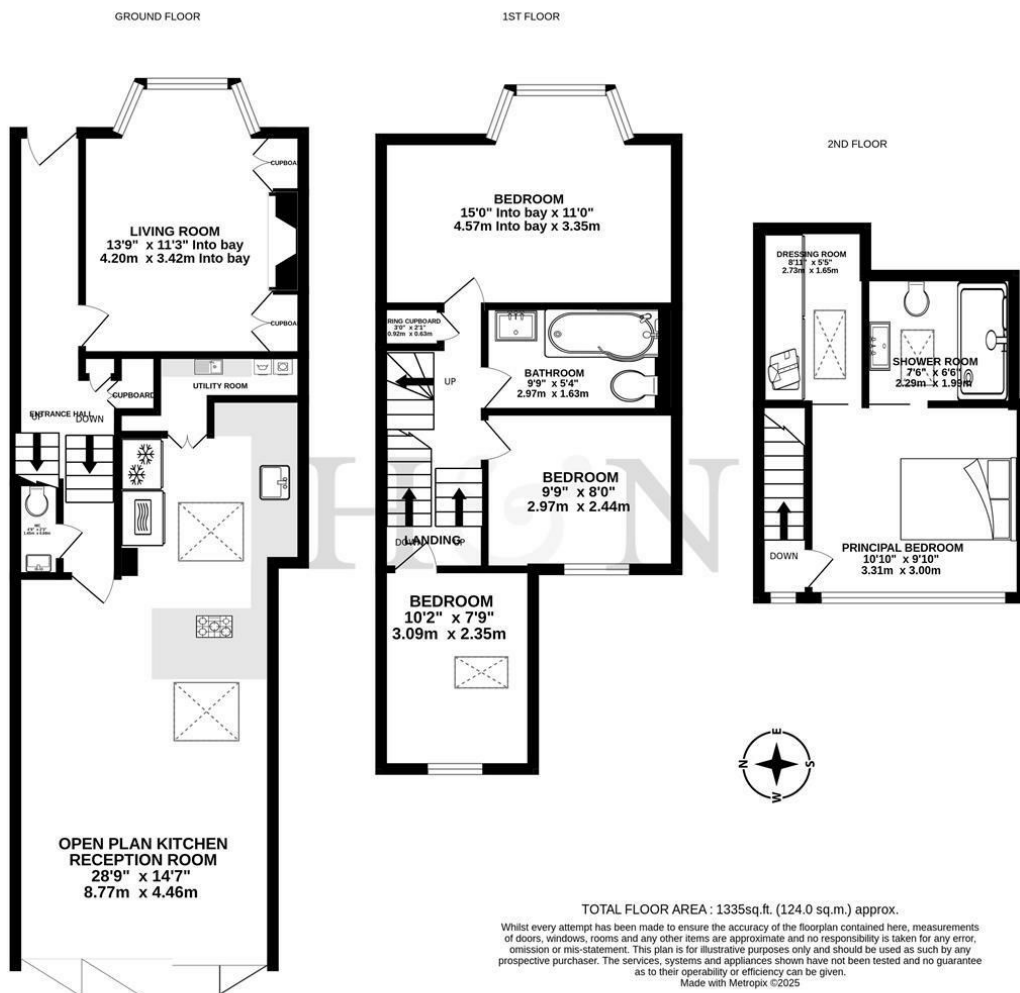 GROUND FLOOR
LIVING ROOM
13'9" x 11'3" Into bay
4.20m x 3.42m Into bay
CUPBOA
CUPBOA
UTILITY ROOM
CUPBOARD
ENTRANCE HALL
UP
DOWN
WC
OPEN PLAN KITCHEN
RECEPTION ROOM
28'9" x 14'7"
8.77m x 4.46m
1ST FLOOR
BEDROOM
15'0" Into bay x 11'0"
4.57m Into bay x 3.35m
RING CUPBOARD
3'0" x 2'1"
0.92m x 0.63m
UP
BATHROOM
9'9" x 5'4"
2.97m x 1.63m
BEDROOM
9'9" x 8'0"
2.97m x 2.44m
LANDING
DOWN
UP
BEDROOM
10'2" x 7'9"
3.09m x 2.35m
2ND FLOOR
DRESSING ROOM
8'11" x 5'5"
2.73m x 1.65m
SHOWER ROOM
7'6" x 6'6"
2.29m x 1.99m
DOWN
PRINCIPAL BEDROOM
10'10" x 9'10"
3.31m x 3.00m
H&N
N
E
S
W
TOTAL FLOOR AREA : 1335sq.ft. (124.0 sq.m.) approx.
Whilst every attempt has been made to ensure the accuracy of the floorplan contained here, measurements
of doors, windows, rooms and any other items are approximate and no responsibility is taken for any error,
omission or mis-statement. This plan is for illustrative purposes only and should be used as such by any
prospective purchaser. The services, systems and appliances shown have not been tested and no guarantee
as to their operability or efficiency can be given.
Made with Metropix ©2025